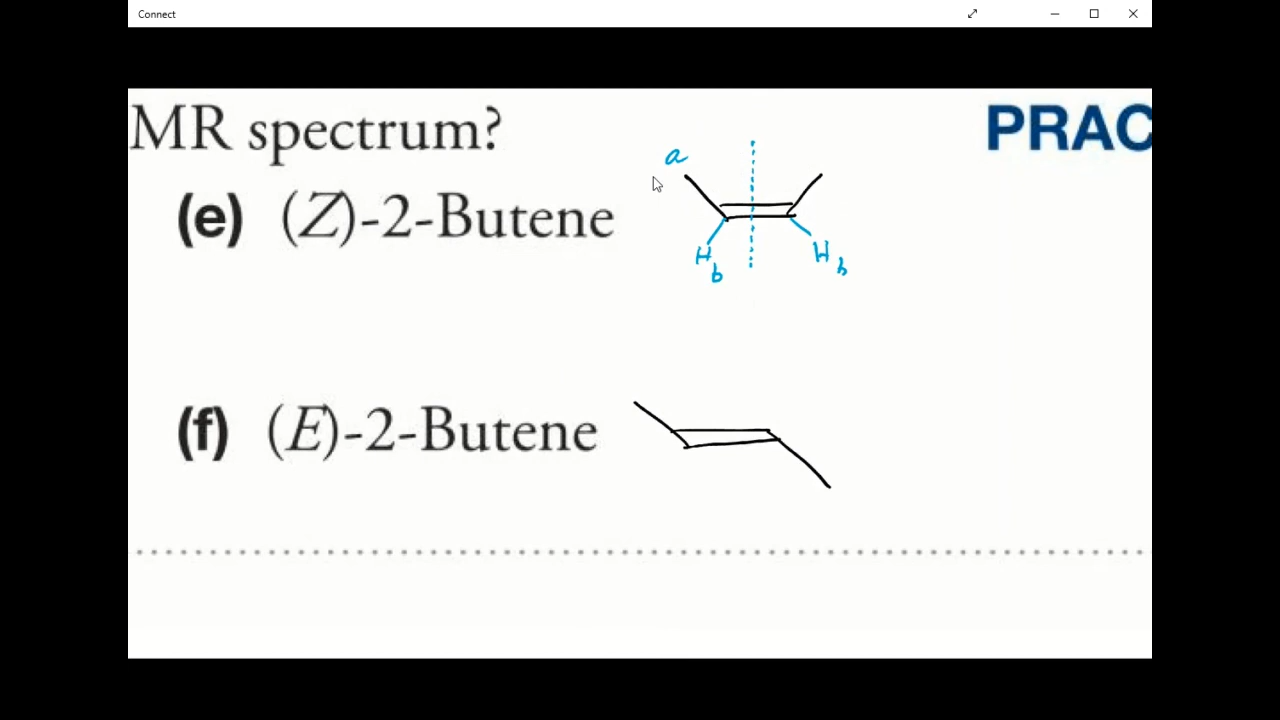 Connect
MR spectrum?
PRAC
a
(e) (Z)-2-Butene
H
b
H
b
(f) (E)-2-Butene